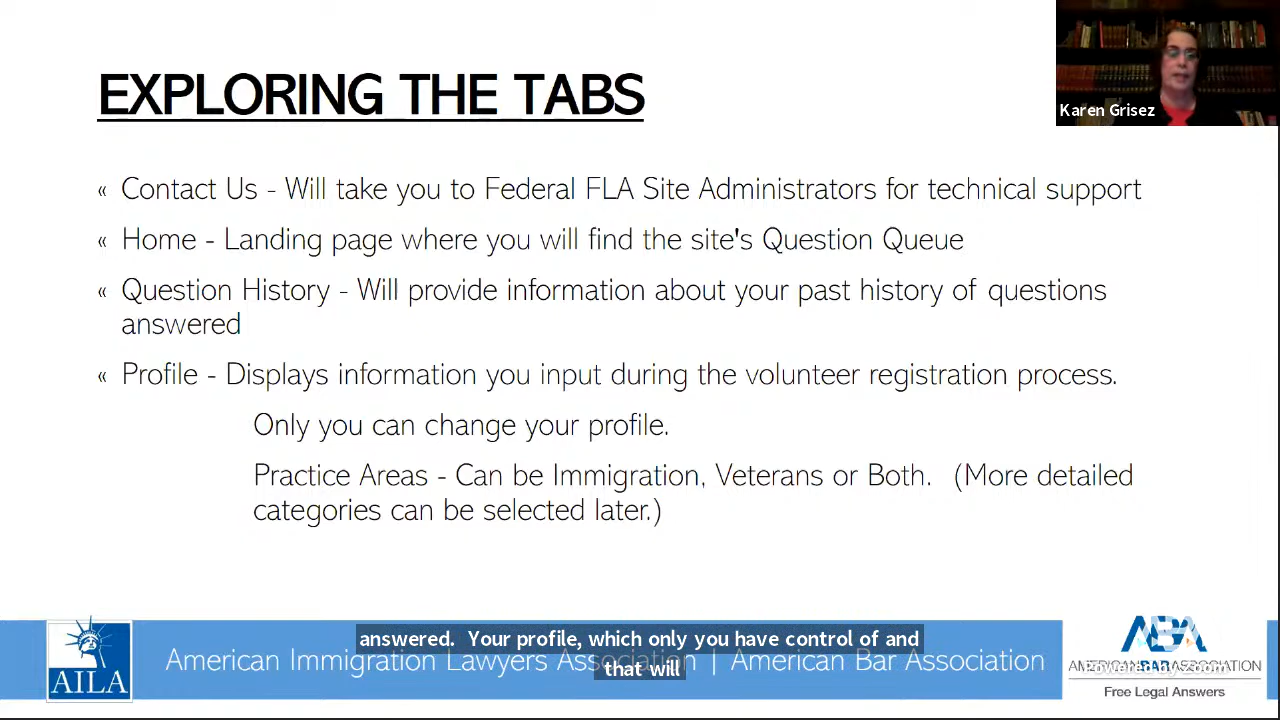 EXPLORING THE TABS
Karen Grisez
« Contact Us - Will take you to Federal FLA Site Administrators for technical support
« Home - Landing page where you will find the site's Question Queue
« Question History - Will provide information about your past history of questions
answered
« Profile - Displays information you input during the volunteer registration process.
Only you can change your profile.
Practice Areas - Can be Immigration, Veterans or Both. (More detailed
categories can be selected later.)
answered. Your profile, which only you have control of and
that will
AILA
American Immigration Lawyers Association | American Bar Association
ABA
AMERICANBARASSOCIATION
Powered by Zoom
Free Legal Answers